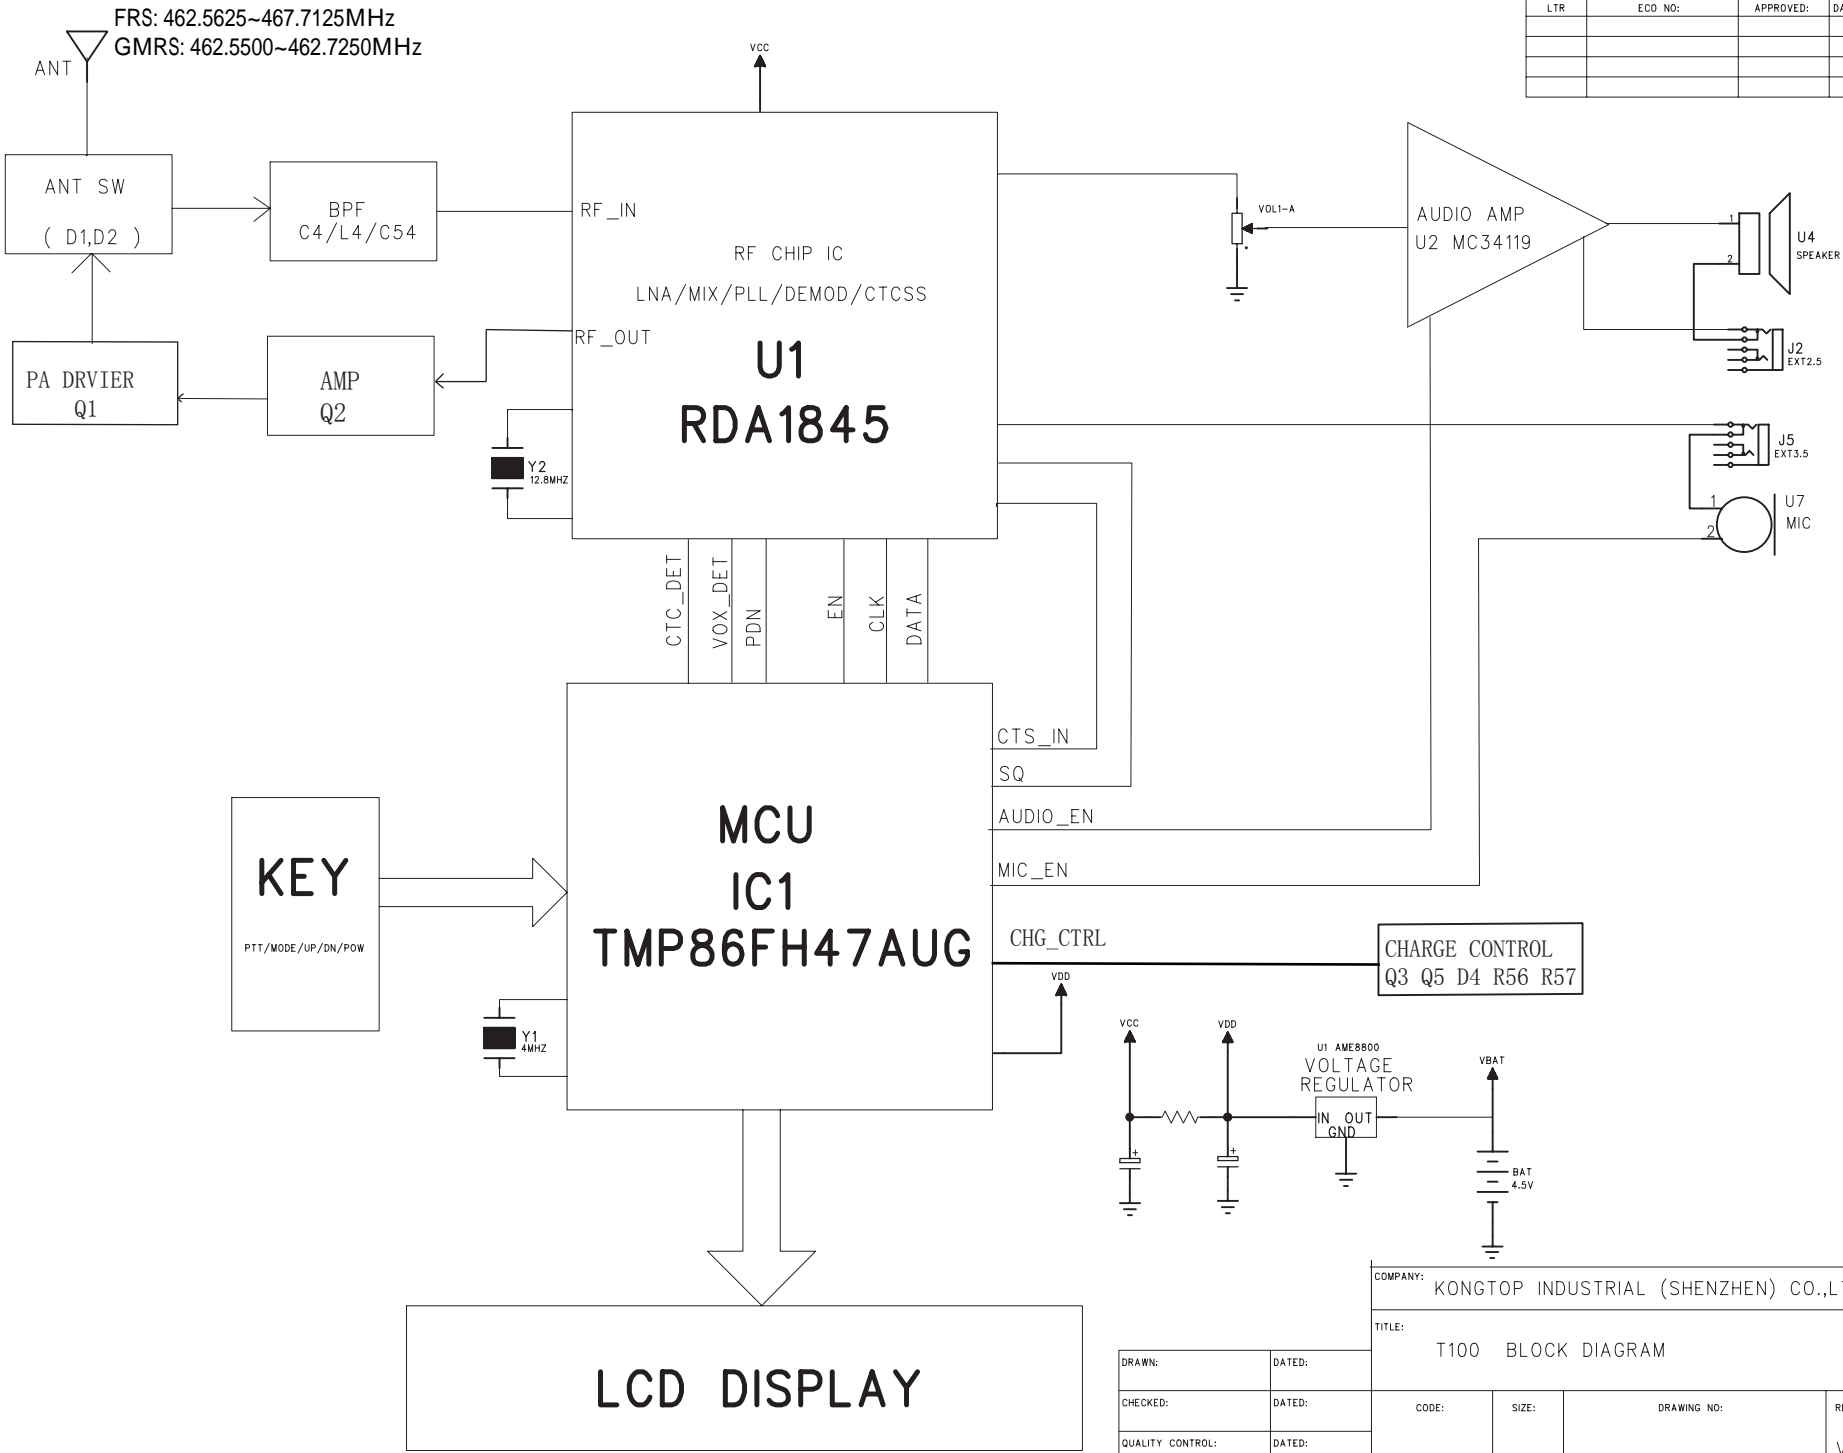 FRS: 462.5625~467.7125MHz
GMRS: 462.5500~462.7250MHz
ANT
LTR ECO NO: APPROVED:
VCC
ANT SW
( D1,D2 )
BPF
C4/L4/C54
RF_IN
RF CHIP IC
LNA/MIX/PLL/DEMOD/CTCSS
RF_OUT
U1
RDA1845
PA DRVIER
Q1
AMP
Q2
Y2
12.8MHZ
VOL1-A
AUDIO AMP
U2 MC34119
1
2
U4
SPEAKER
J2
EXT2.5
J5
EXT3.5
1
2
U7
MIC
CTC_DET
VOX_DET
PDN
EN
CLK
DATA
CTS_IN
SQ
AUDIO_EN
MIC_EN
CHG_CTRL
VDD
MCU
IC1
TMP86FH47AUG
KEY
PTT/MODE/UP/DN/POW
Y1
4MHZ
CHARGE CONTROL
Q3 Q5 D4 R56 R57
VCC
VDD
U1 AME8800
VOLTAGE
REGULATOR
IN OUT
GND
VBAT
+
+
BAT
4.5V
LCD DISPLAY
COMPANY: KONGTOP INDUSTRIAL (SHENZHEN) CO.,L
TITLE:
T100 BLOCK DIAGRAM
DRAWN: DATED:
CHECKED: DATED:
CODE: SIZE: DRAWING NO:
QUALITY CONTROL: DATED: